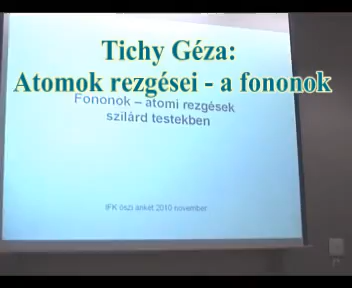 Tichy Géza:
Atomok rezgései - a fononok
Fononok – atomi rezgések
szilárd testekben
IFK őszi ankét 2010 november